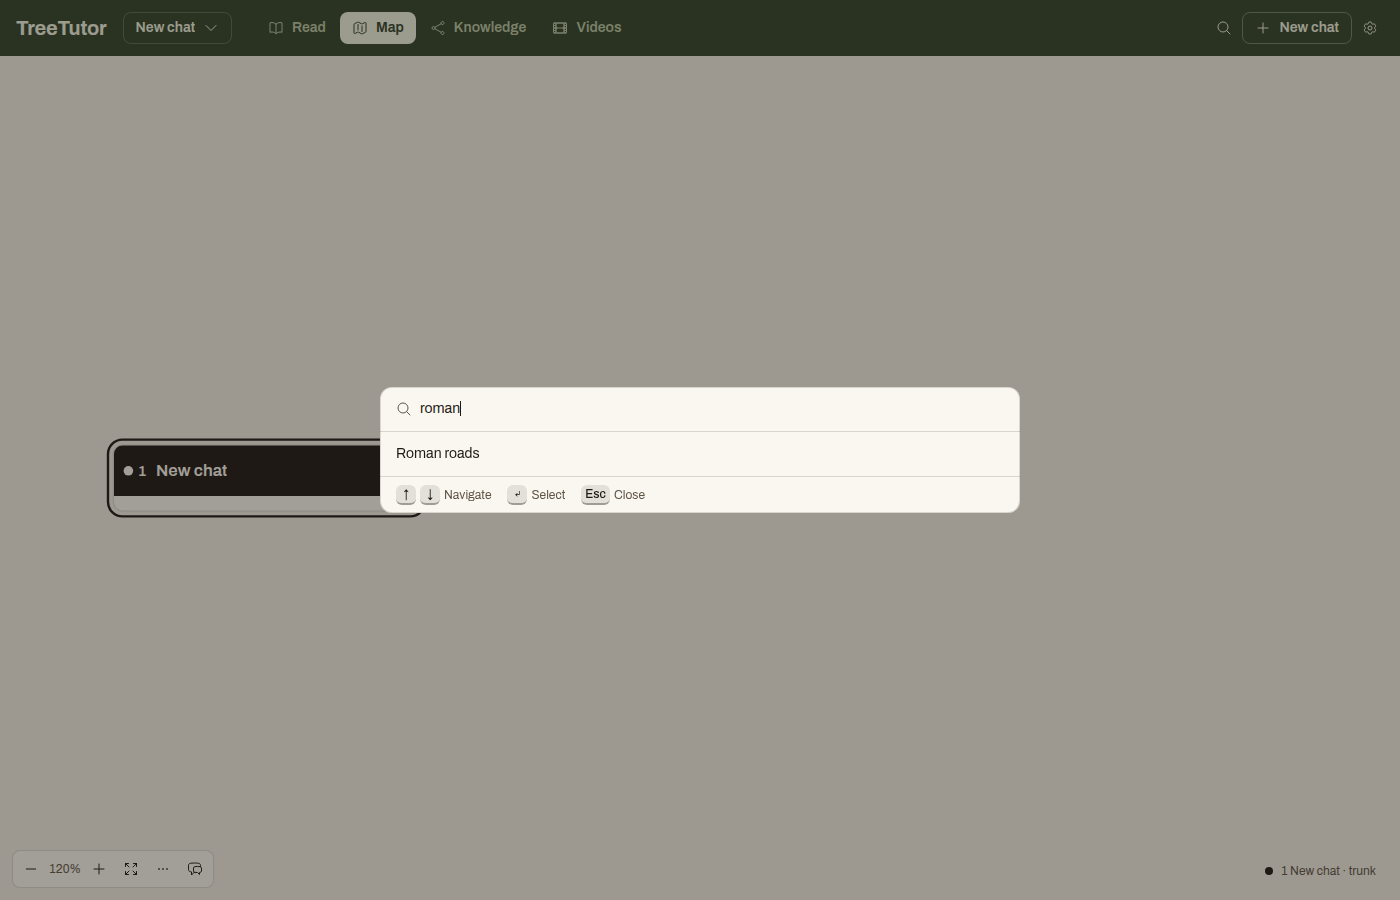 TreeTutor
New chat
Read
Map
Knowledge
Videos
New chat
roman
Roman roads
↑ ↓ Navigate
↵ Select
Esc Close
1 New chat
120%
1 New chat · trunk